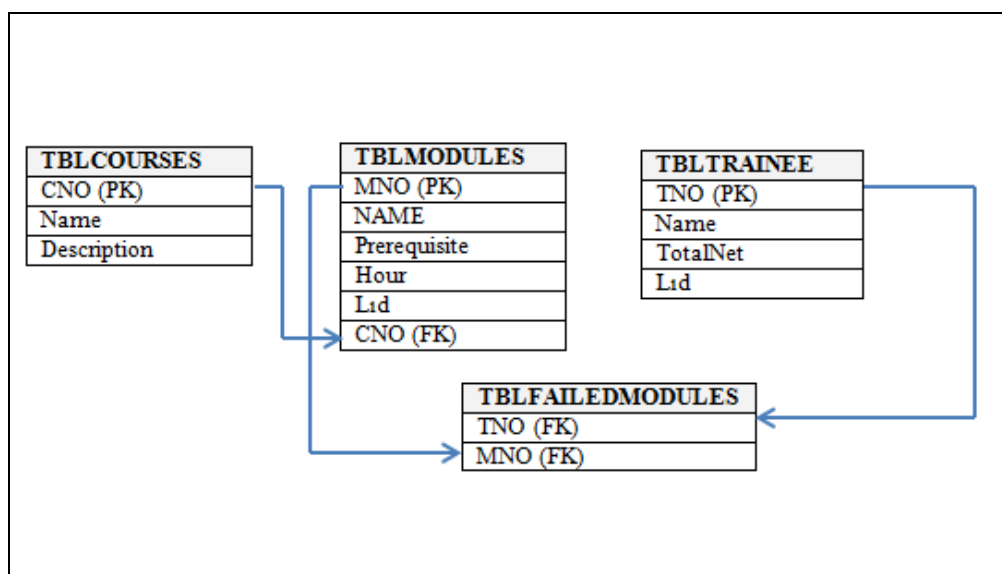 TBLCOURSES
CNO (PK)
Name
Description
TBLMODULES
MNO (PK)
NAME
Prerequisite
Hour
Lıd
CNO (FK)
TBLTRAINEE
TNO (PK)
Name
TotalNet
Lıd
TBLFAILEDMODULES
TNO (FK)
MNO (FK)